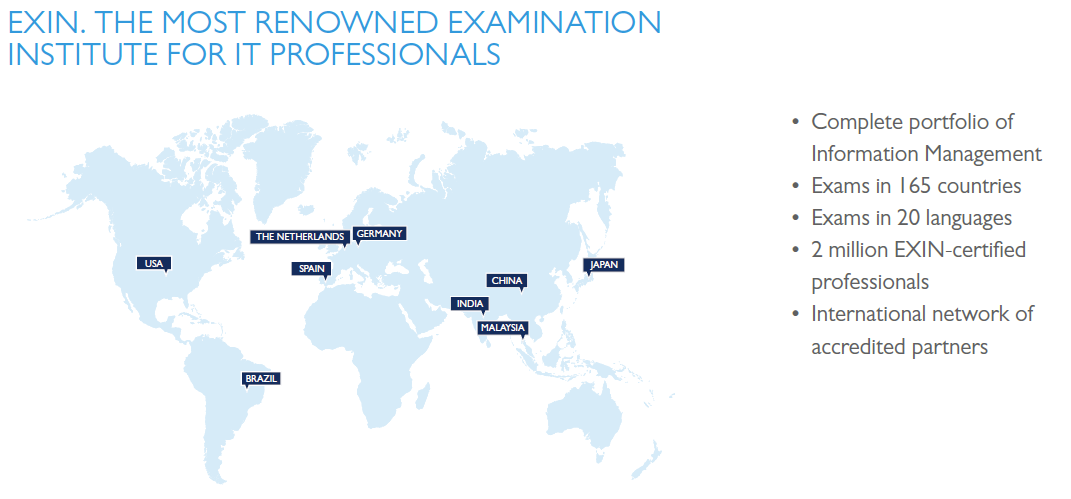 EXIN. THE MOST RENOWNED EXAMINATION
INSTITUTE FOR IT PROFESSIONALS
• Complete portfolio of
Information Management
• Exams in 165 countries
• Exams in 20 languages
• 2 million EXIN-certified
professionals
• International network of
accredited partners
THE NETHERLANDS
GERMANY
USA
SPAIN
JAPAN
CHINA
INDIA
MALAYSIA
BRAZIL